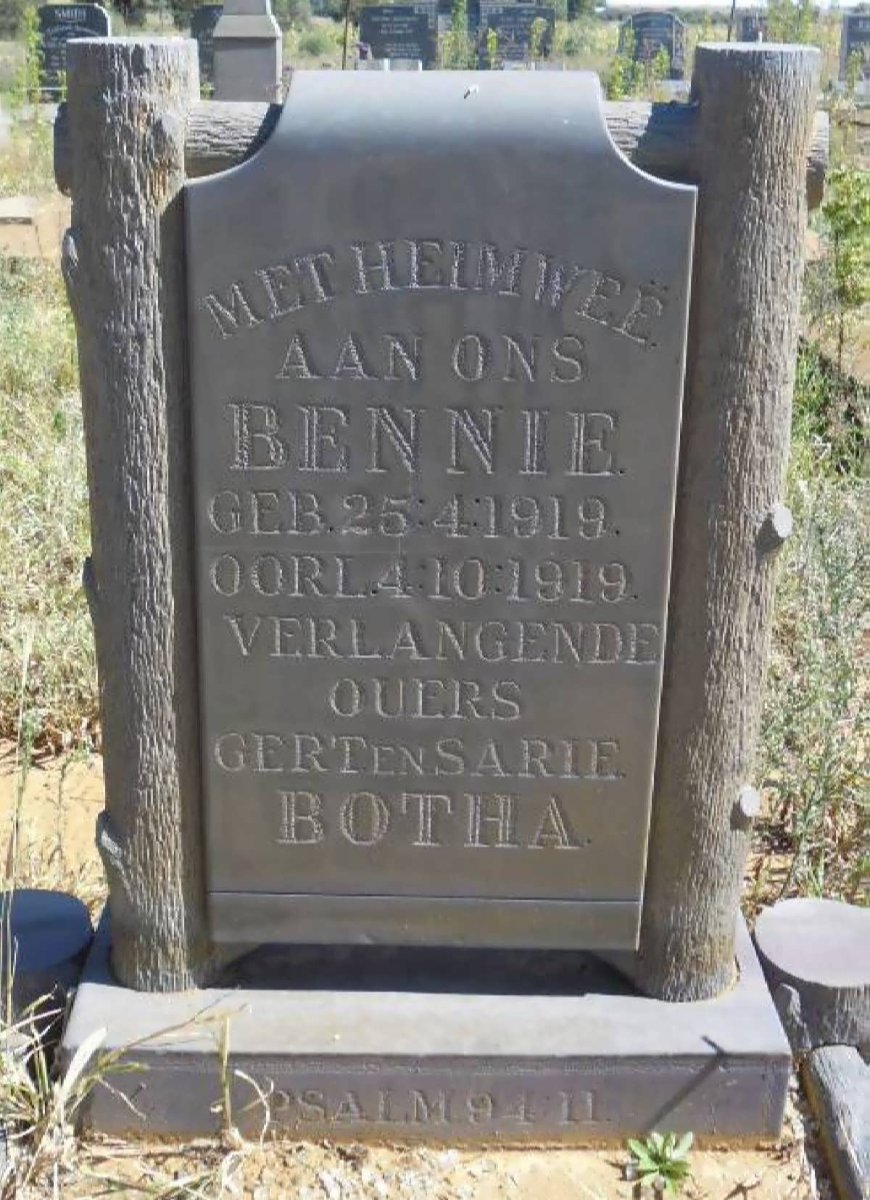 MET HEIMWEË
AAN ONS
BENNIE.
GEB. 25:4:1919.
OORL. 4:10:1919.
VERLANGENDE
OUERS
GERT EN SARIE.
BOTHA.
PSALM 94:11.